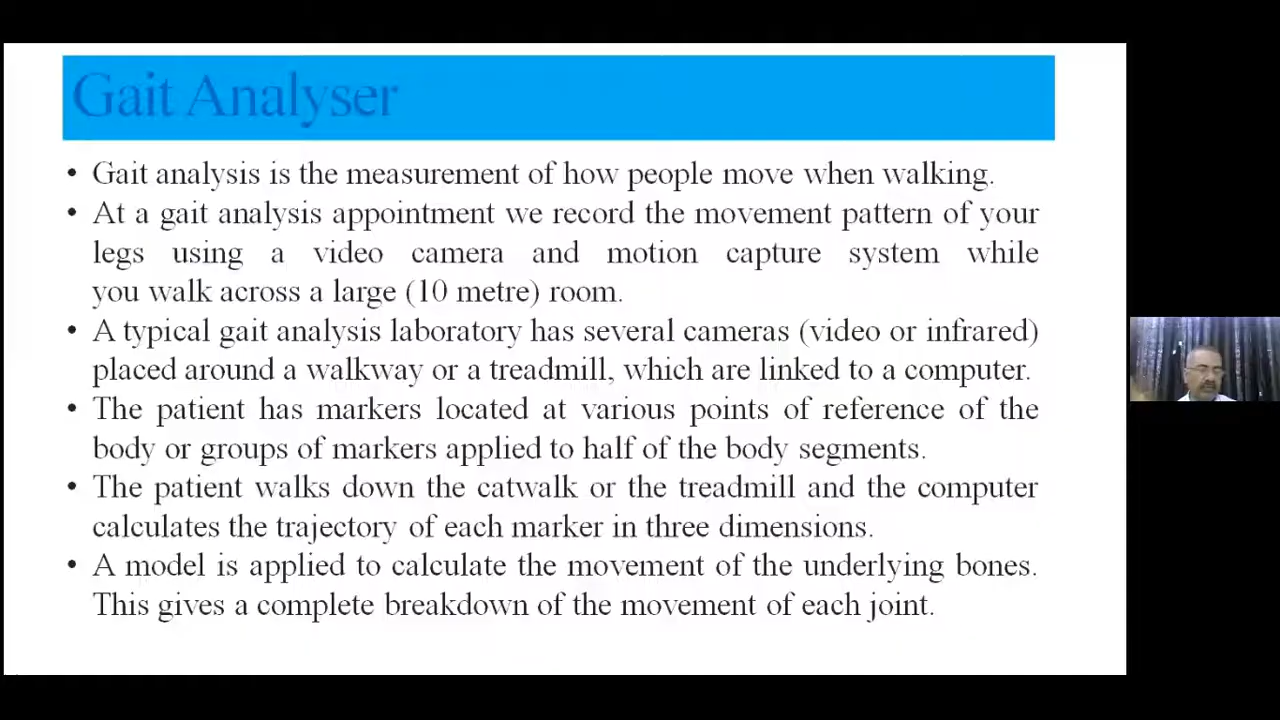 Gait Analyser
• Gait analysis is the measurement of how people move when walking.
• At a gait analysis appointment we record the movement pattern of your
legs using a video camera and motion capture system while
you walk across a large (10 metre) room.
• A typical gait analysis laboratory has several cameras (video or infrared)
placed around a walkway or a treadmill, which are linked to a computer.
• The patient has markers located at various points of reference of the
body or groups of markers applied to half of the body segments.
• The patient walks down the catwalk or the treadmill and the computer
calculates the trajectory of each marker in three dimensions.
• A model is applied to calculate the movement of the underlying bones.
This gives a complete breakdown of the movement of each joint.